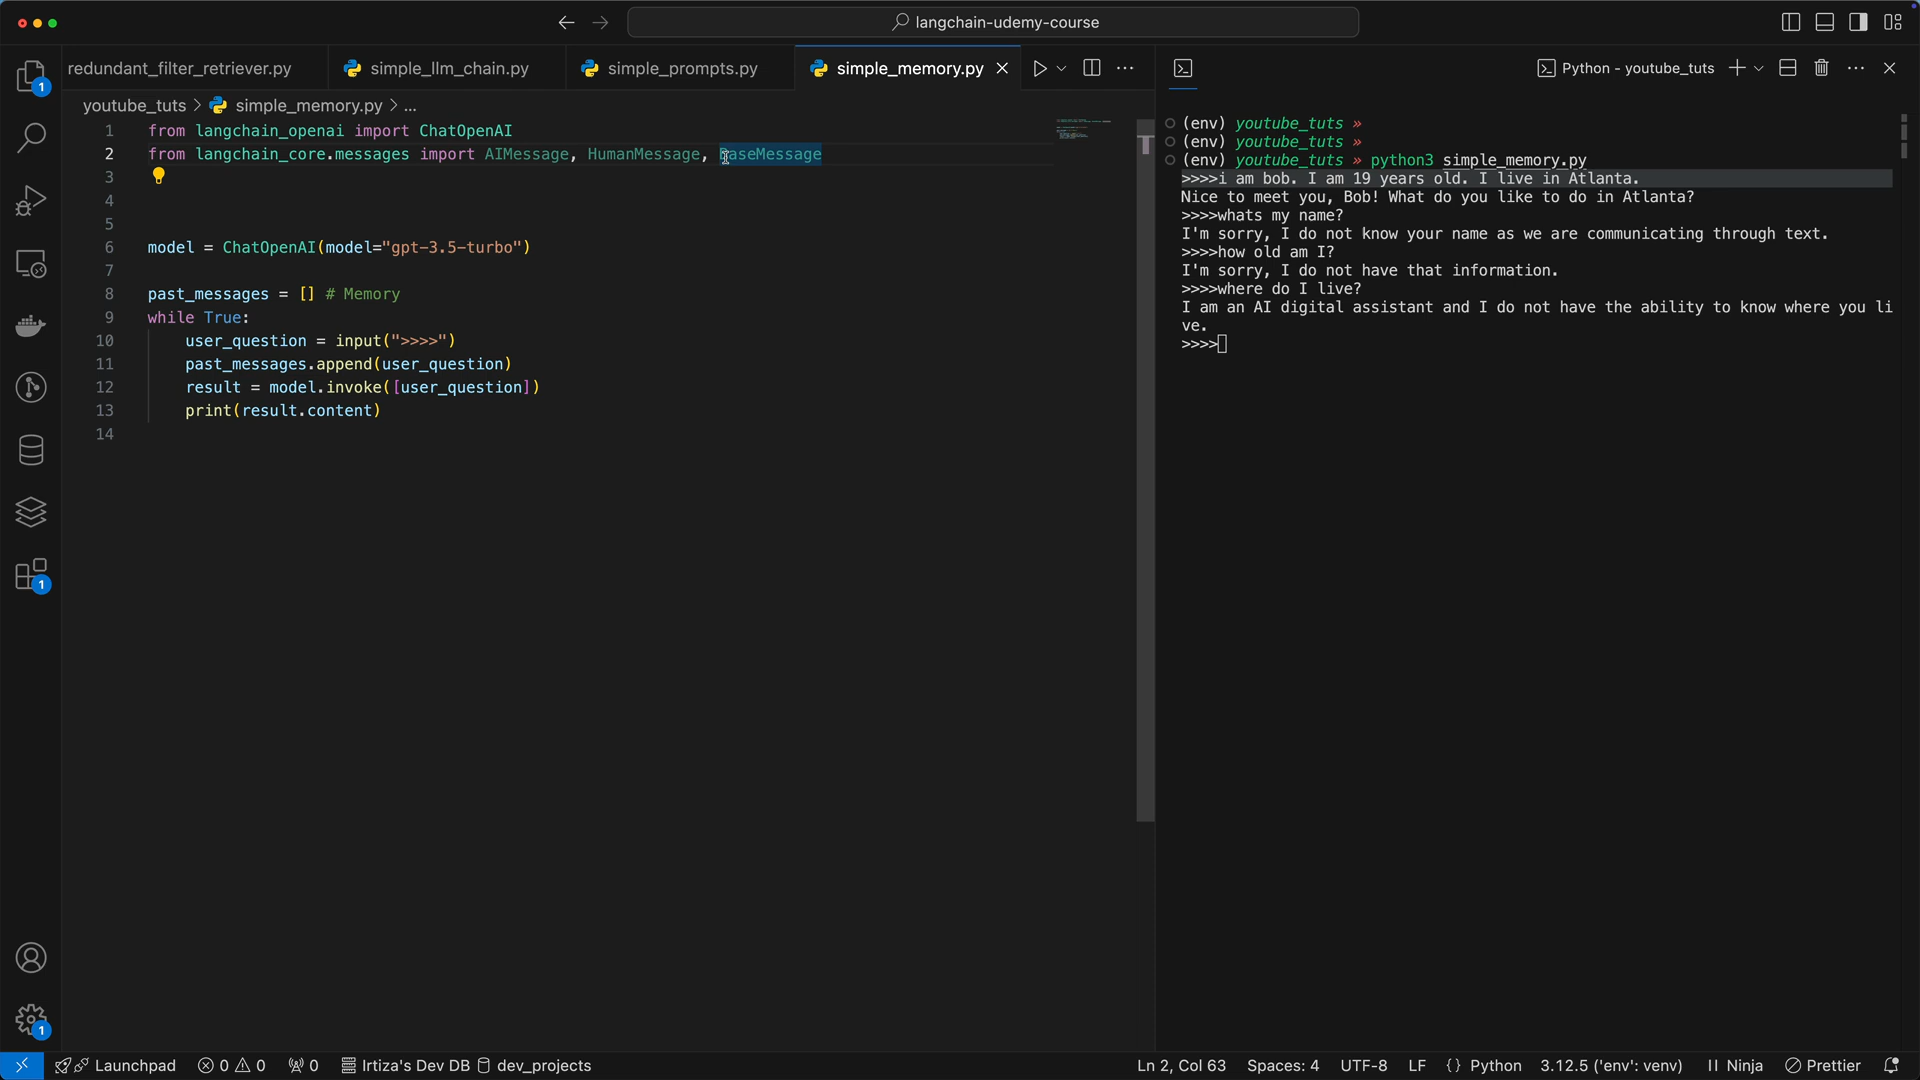 langchain-udemy-course
redundant_filter_retriever.py simple_llm_chain.py simple_prompts.py simple_memory.py
Python - youtube_tuts
youtube_tuts > simple_memory.py > ...
1 from langchain_openai import ChatOpenAI
2 from langchain_core.messages import AIMessage, HumanMessage, BaseMessage
3
4
5
6 model = ChatOpenAI(model="gpt-3.5-turbo")
7
8 past_messages = [] # Memory
9 while True:
10 user_question = input(">>>>")
11 past_messages.append(user_question)
12 result = model.invoke([user_question])
13 print(result.content)
14
(env) youtube_tuts »
(env) youtube_tuts »
(env) youtube_tuts » python3 simple_memory.py
>>>>i am bob. I am 19 years old. I live in Atlanta.
Nice to meet you, Bob! What do you like to do in Atlanta?
>>>>whats my name?
I'm sorry, I do not know your name as we are communicating through text.
>>>>how old am I?
I'm sorry, I do not have that information.
>>>>where do I live?
I am an AI digital assistant and I do not have the ability to know where you li
ve.
>>>>
1
1
1
Launchpad 0 0 0 Irtiza's Dev DB dev_projects Ln 2, Col 63 Spaces: 4 UTF-8 LF {} Python 3.12.5 ('env': venv) Ninja Prettier